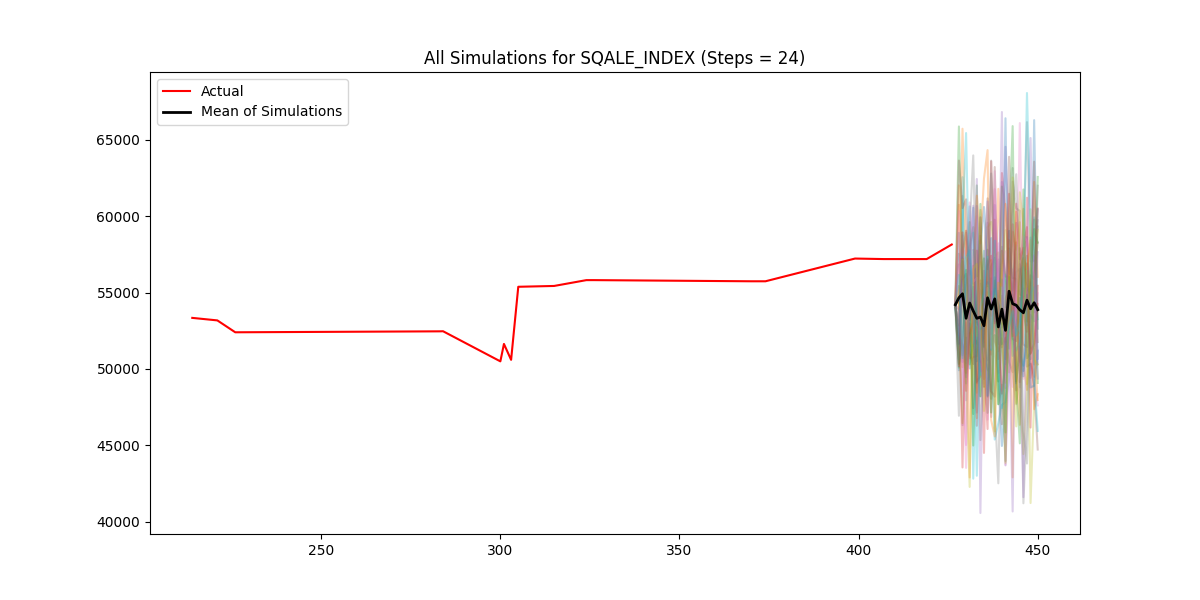 All Simulations for SQALE_INDEX (Steps = 24)
Actual
Mean of Simulations
65000
60000
55000
50000
45000
40000
250 300 350 400 450